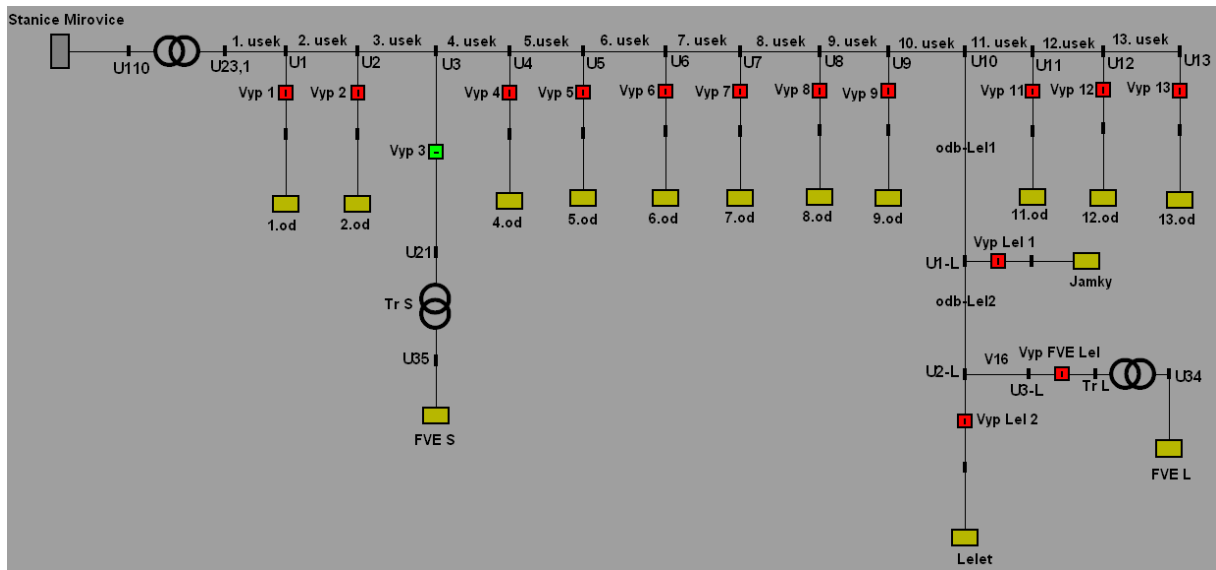 Stanice Mirovice
1. usek 2. usek 3. usek 4. usek 5.usek 6. usek 7. usek 8. usek 9. usek 10. usek 11. usek 12.usek 13. usek
U110 U23,1 U1 U2 U3 U4 U5 U6 U7 U8 U9 U10 U11 U12 U13
Vyp 1 Vyp 2 Vyp 4 Vyp 5 Vyp 6 Vyp 7 Vyp 8 Vyp 9 Vyp 11 Vyp 12 Vyp 13
Vyp 3 odb-Lel1
1.od 2.od 4.od 5.od 6.od 7.od 8.od 9.od 11.od 12.od 13.od
U21 Vyp Lel 1
U1-L
Jamky
Tr S odb-Lel2
U35 V16 Vyp FVE Lel
U2-L U3-L Tr L U34
FVE S Vyp Lel 2
FVE L
Lelet